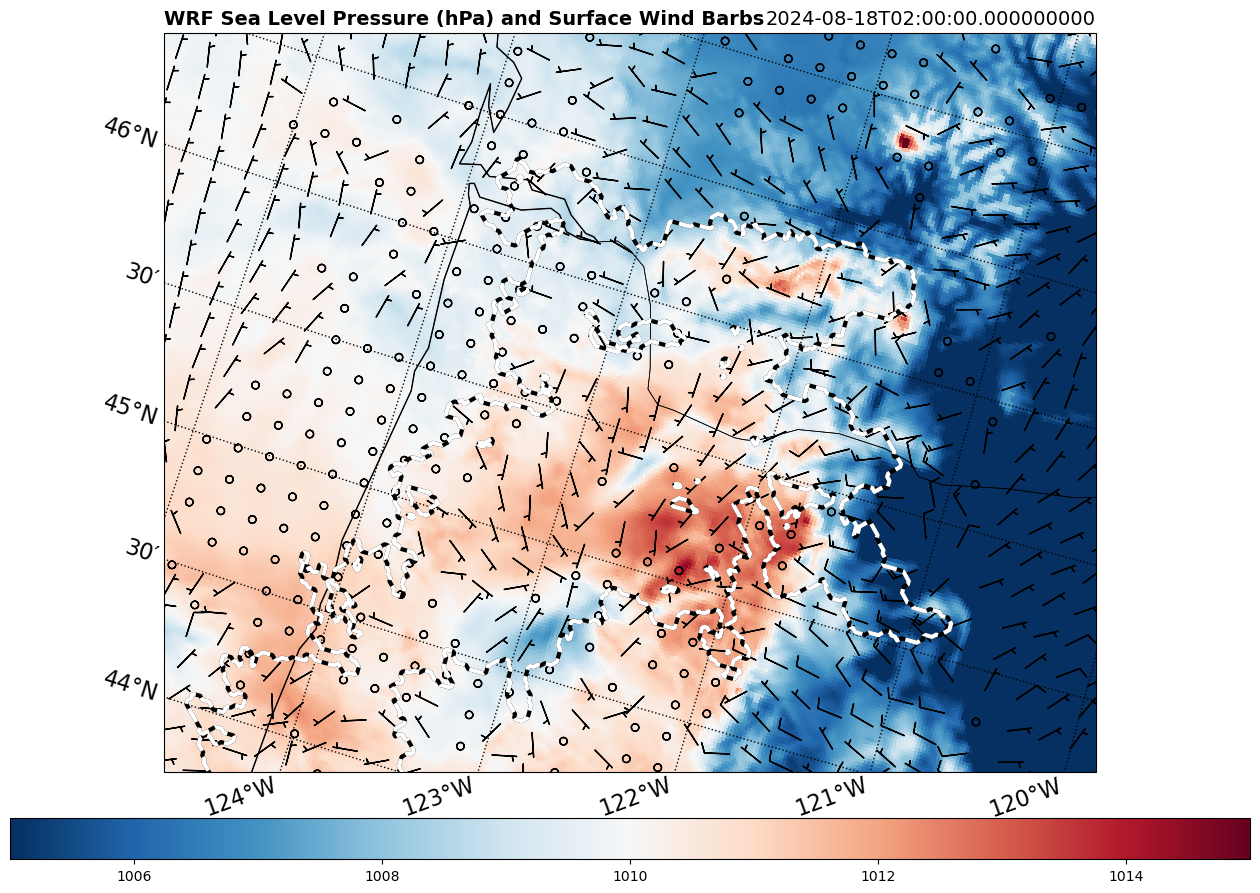 WRF Sea Level Pressure (hPa) and Surface Wind Barbs 2024-08-18T02:00:00.000000000
46°N
30′
45°N
30′
44°N
124°W 123°W 122°W 121°W 120°W
1006 1008 1010 1012 1014